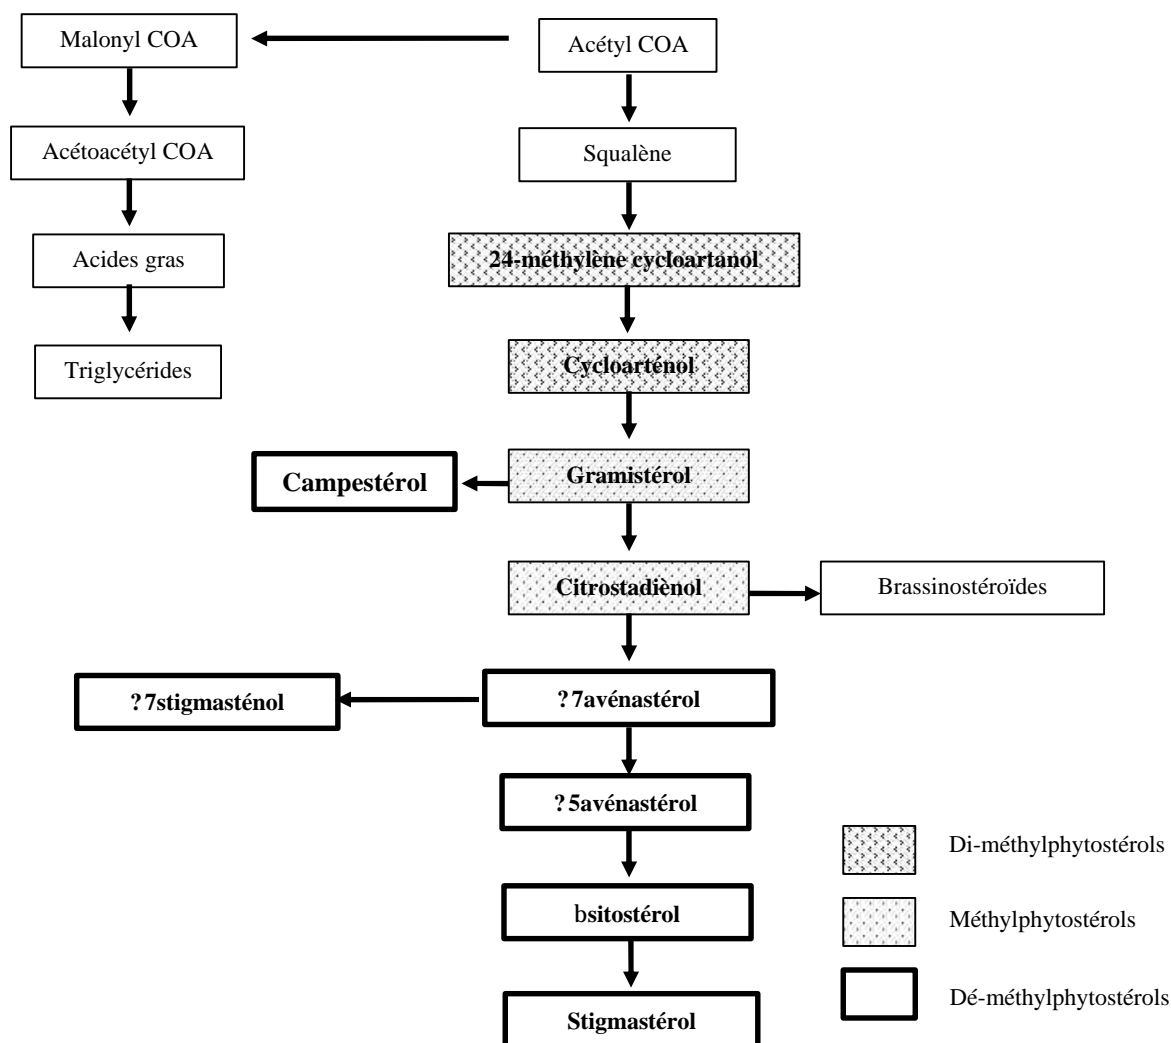 Malonyl COA
Acétyl COA
Acétoacétyl COA
Squalène
Acides gras
24-méthylène cycloartanol
Triglycérides
Cycloarténol
Campestérol
Gramistérol
Citrostadiènol
Brassinostéroïdes
?7stigmasténol
?7avénastérol
?5avénastérol
bsitostérol
Stigmastérol
Di-méthylphytostérols
Méthylphytostérols
Dé-méthylphytostérols